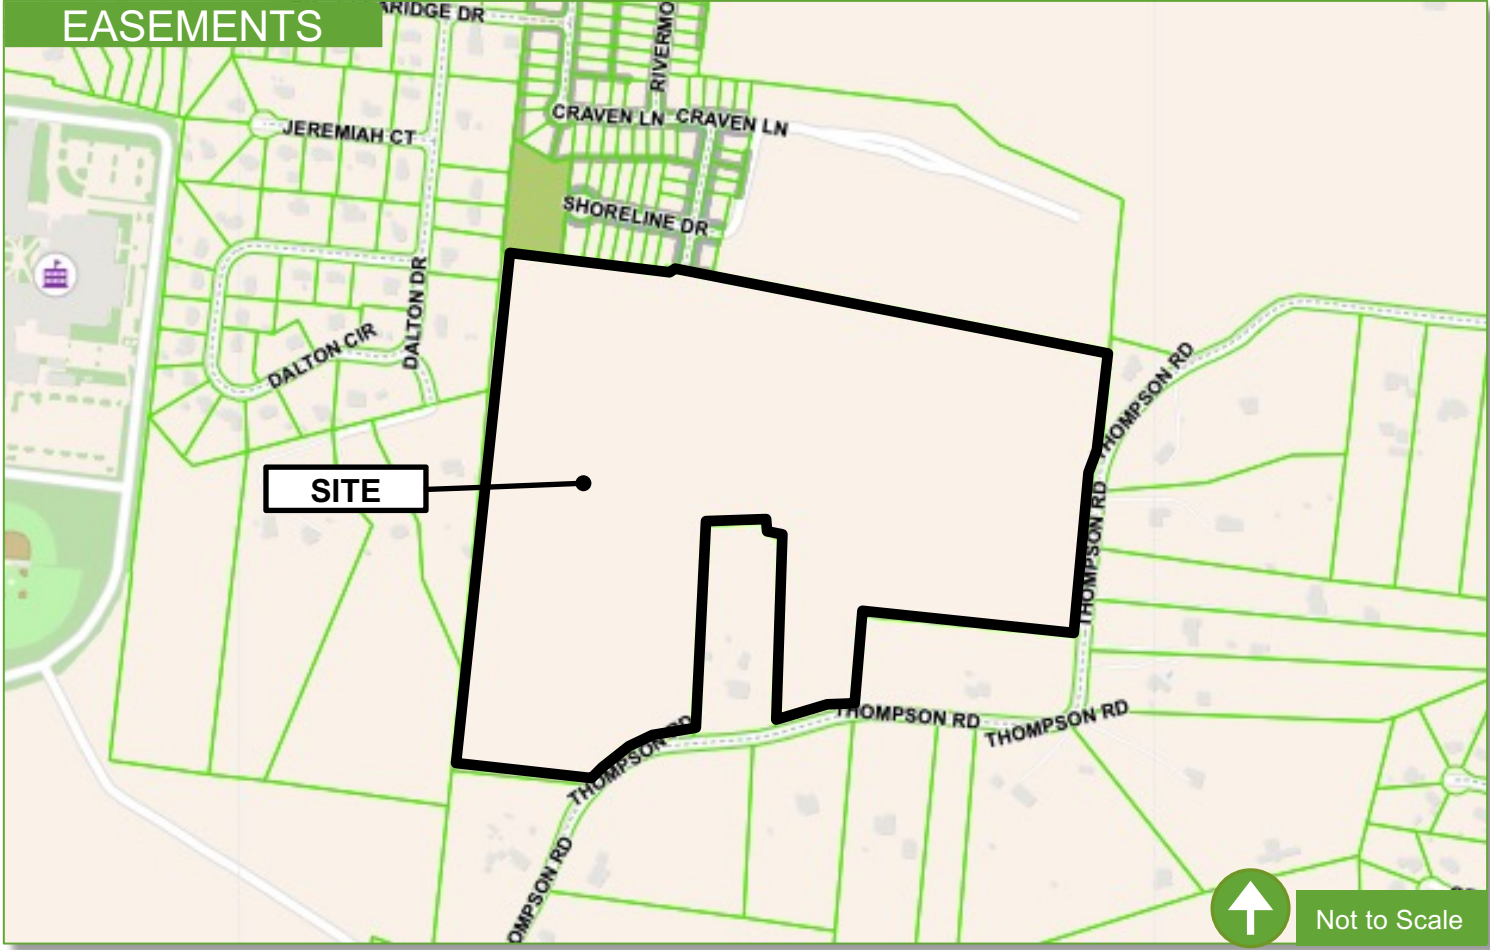 EASEMENTS
ARIDGE DR
RIVERMO
CRAVEN LN
CRAVEN LN
JEREMIAH CT
SHORELINE DR
DALTON DR
DALTON CIR
THOMPSON RD
SITE
THOMPSON RD
THOMPSON RD
THOMPSON RD
THOMPSON RD
OMPSON RD
Not to Scale